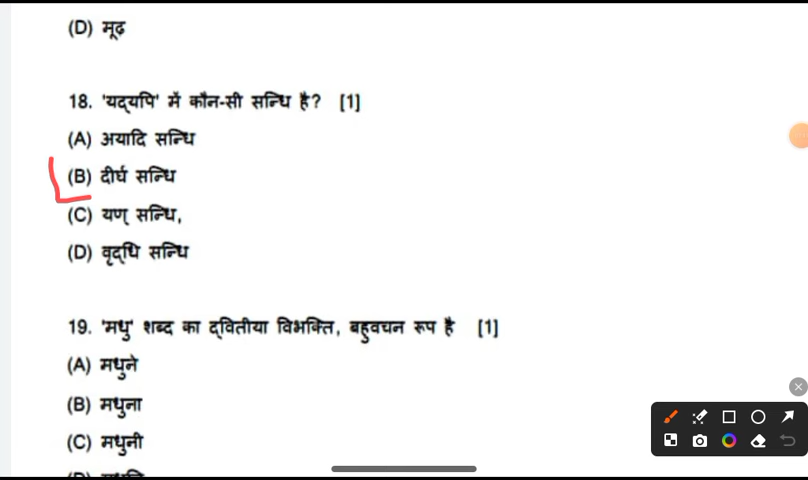 (D) मूढ़
18. 'यद्यपि' में कौन-सी सन्धि है? [1]
(A) अयादि सन्धि
(B) दीर्घ सन्धि
(C) यण् सन्धि,
(D) वृद्धि सन्धि
19. 'मधु' शब्द का द्वितीया विभक्ति, बहुवचन रूप है [1]
(A) मधुने
(B) मधुना
(C) मधुनी